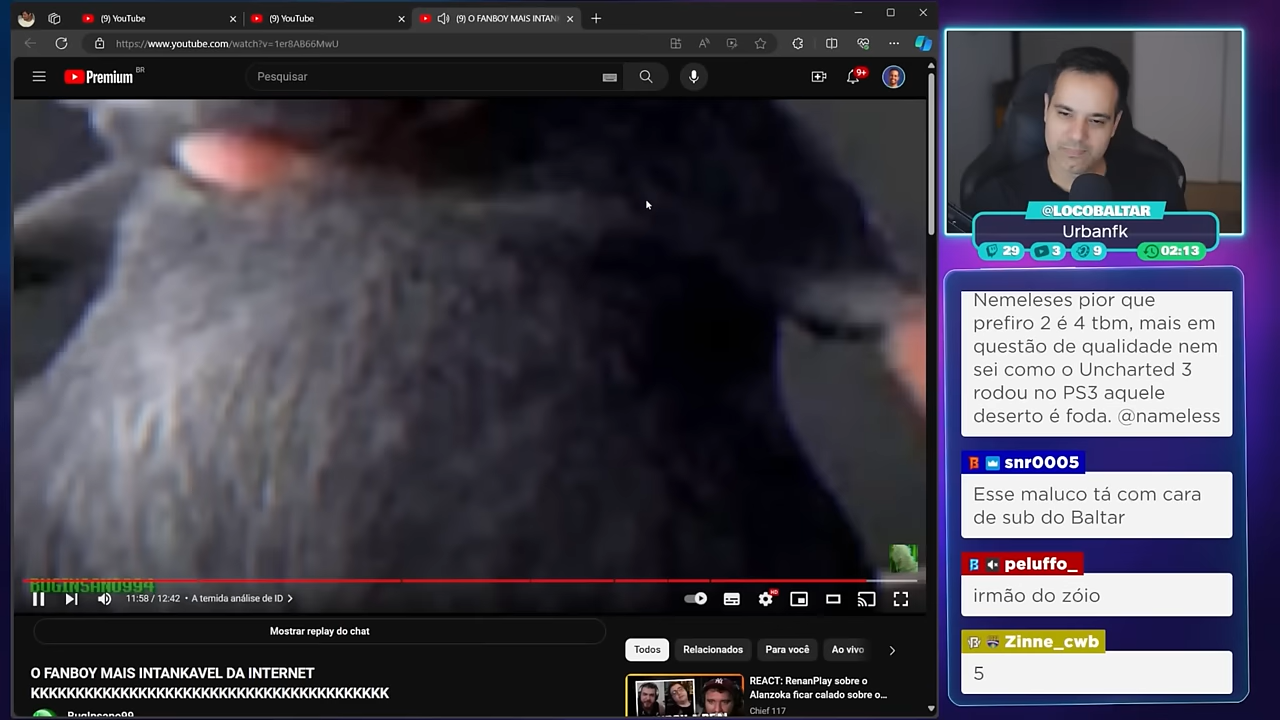 (9) YouTube
(9) YouTube
(9) O FANBOY MAIS INTAN
https://www.youtube.com/watch?v=1er8AB66MwU
Premium BR
Pesquisar
9+
BUGINSANO994
11:58 / 12:42 • A temida análise de ID
HD
Mostrar replay do chat
O FANBOY MAIS INTANKAVEL DA INTERNET
KKKKKKKKKKKKKKKKKKKKKKKKKKKKKKKKKKKKKKKK
BugInsano99
Todos
Relacionados
Para você
Ao vivo
REACT: RenanPlay sobre o
Alanzoka ficar calado sobre o...
Chief 117
@LOCOBALTAR
Urbanfk
29
3
9
02:13
Nemeleses pior que
prefiro 2 é 4 tbm, mais em
questão de qualidade nem
sei como o Uncharted 3
rodou no PS3 aquele
deserto é foda. @nameless
snr0005
Esse maluco tá com cara
de sub do Baltar
peluffo_
irmão do zóio
Zinne_cwb
5